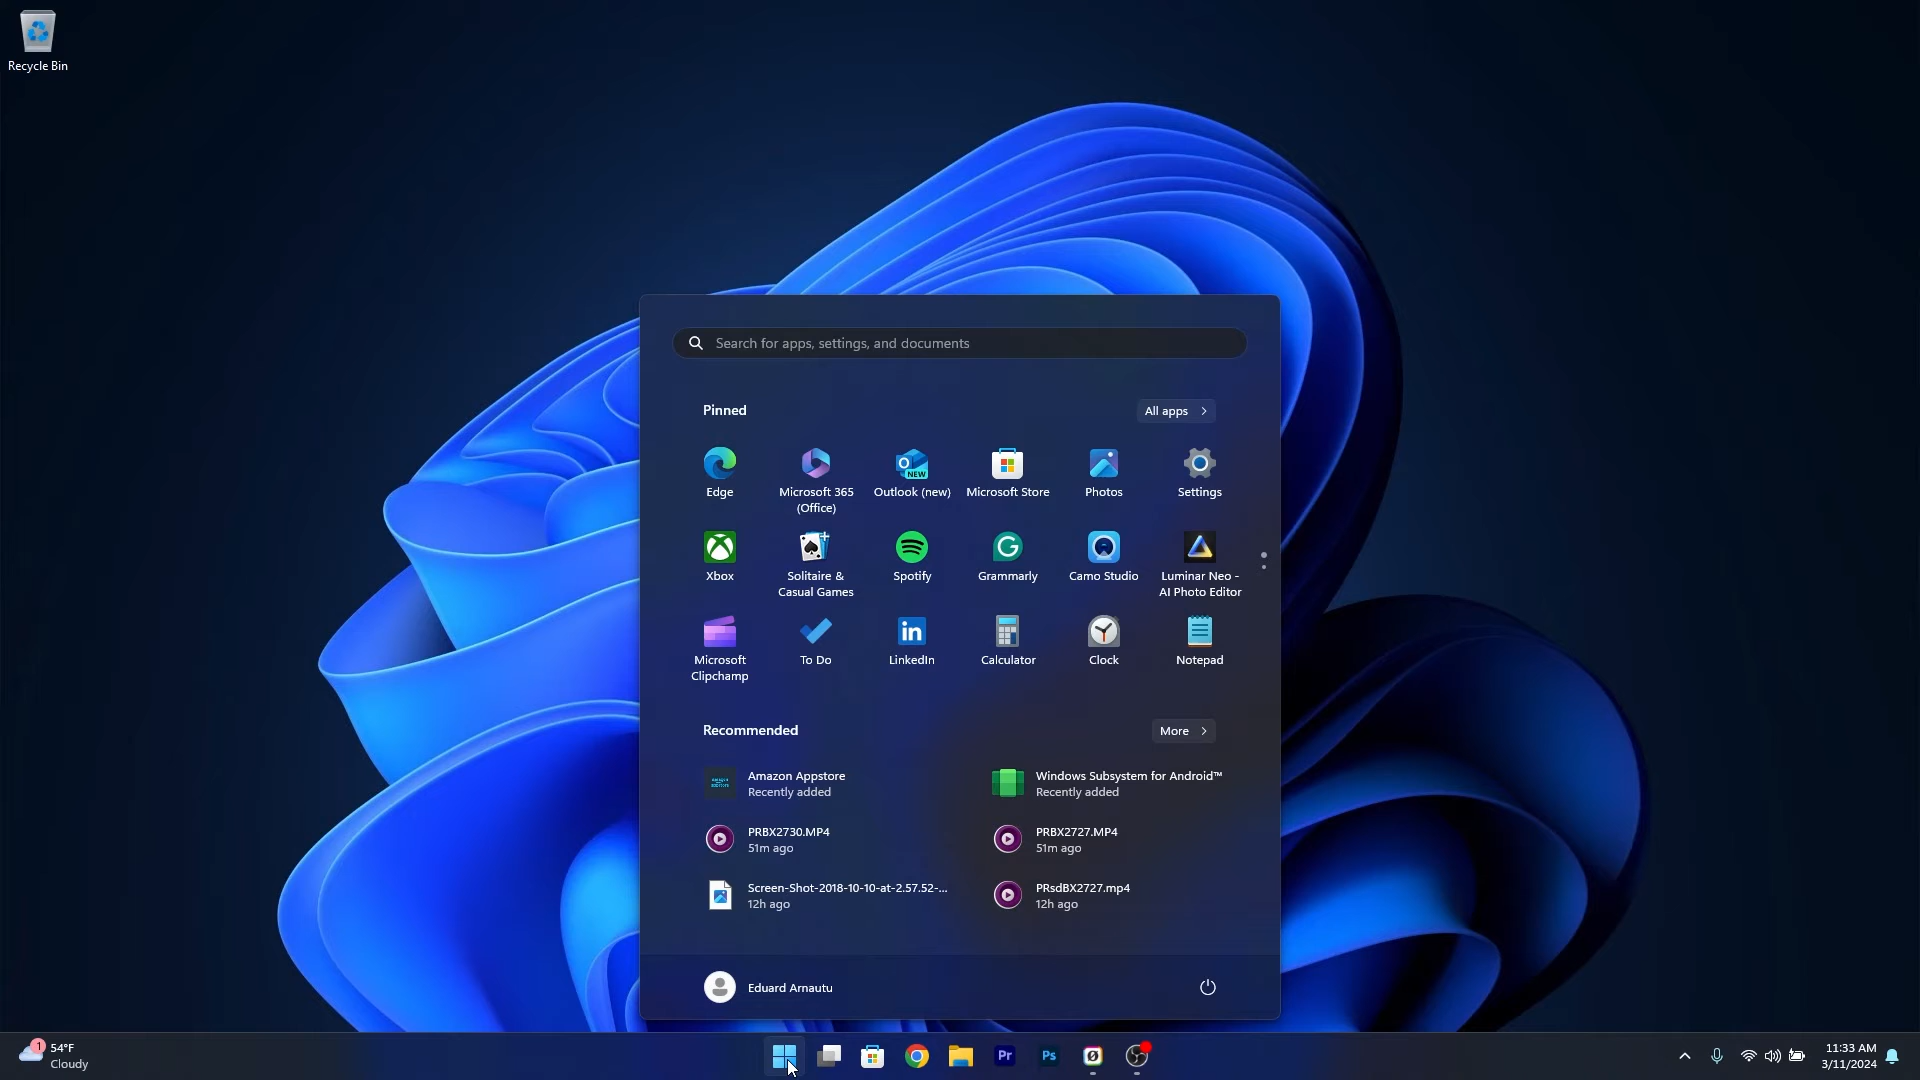 Recycle Bin
Search for apps, settings, and documents
Pinned
All apps
Edge
Microsoft 365
(Office)
Outlook (new)
Microsoft Store
Photos
Settings
Xbox
Solitaire &
Casual Games
Spotify
Grammarly
Camo Studio
Luminar Neo -
AI Photo Editor
Microsoft
Clipchamp
To Do
LinkedIn
Calculator
Clock
Notepad
Recommended
More
Amazon Appstore
Recently added
Windows Subsystem for Android™
Recently added
PRBX2730.MP4
51m ago
PRBX2727.MP4
51m ago
Screen-Shot-2018-10-10-at-2.57.52-...
12h ago
PRsdBX2727.mp4
12h ago
Eduard Arnautu
1
54°F
Cloudy
Pr
Ps
11:33 AM
3/11/2024